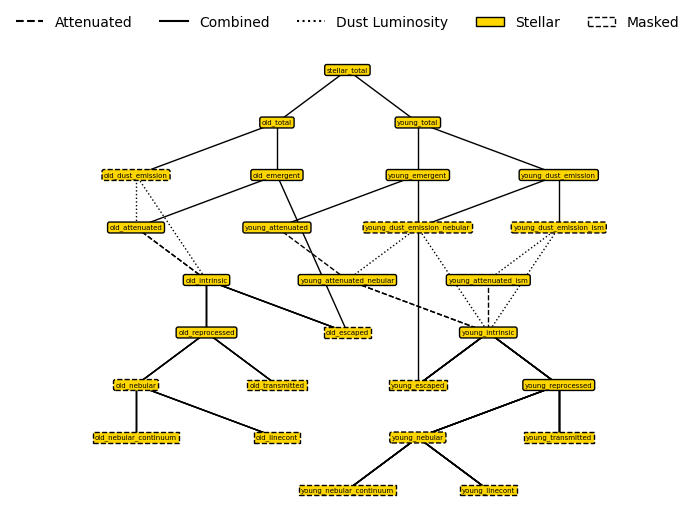 Attenuated Combined Dust Luminosity Stellar Masked
stellar_total
old_total young_total
old_dust_emission old_emergent young_emergent young_dust_emission
old_attenuated young_attenuated young_dust_emission_nebular young_dust_emission_ism
old_intrinsic young_attenuated_nebular young_attenuated_ism
old_reprocessed old_escaped young_intrinsic
old_nebular old_transmitted young_escaped young_reprocessed
old_nebular_continuum old_linecont young_nebular young_transmitted
young_nebular_continuum young_linecont